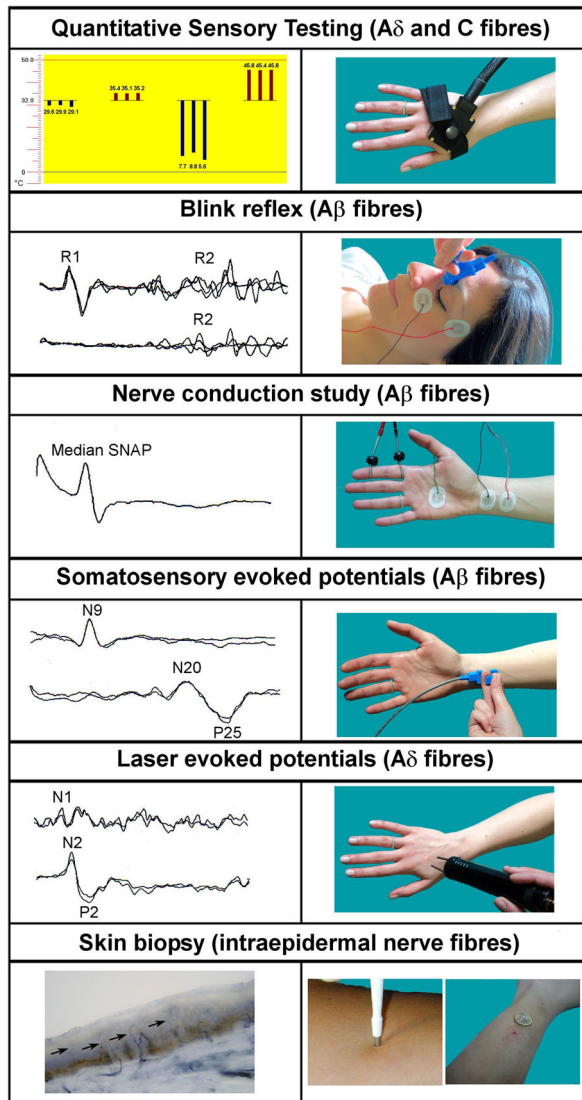 Quantitative Sensory Testing (Aδ and C fibres)
50.0
45.8 45.4 45.8
35.4 35.1 35.2
32.0
29.6 29.9 29.1
7.7 8.8 5.6
0
°C
Blink reflex (Aβ fibres)
R1
R2
R2
Nerve conduction study (Aβ fibres)
Median SNAP
Somatosensory evoked potentials (Aβ fibres)
N9
N20
P25
Laser evoked potentials (Aδ fibres)
N1
N2
P2
Skin biopsy (intraepidermal nerve fibres)